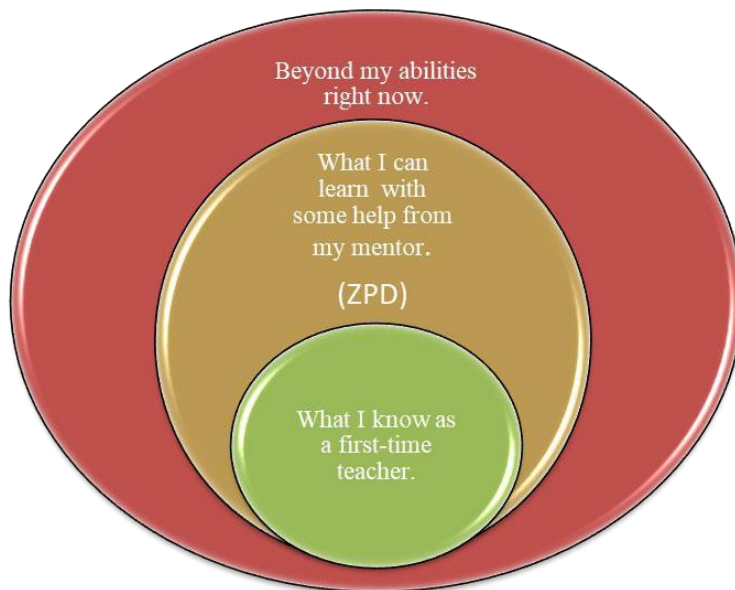 Beyond my abilities
right now.
What I can
learn with
some help from
my mentor.
(ZPD)
What I know as
a first-time
teacher.